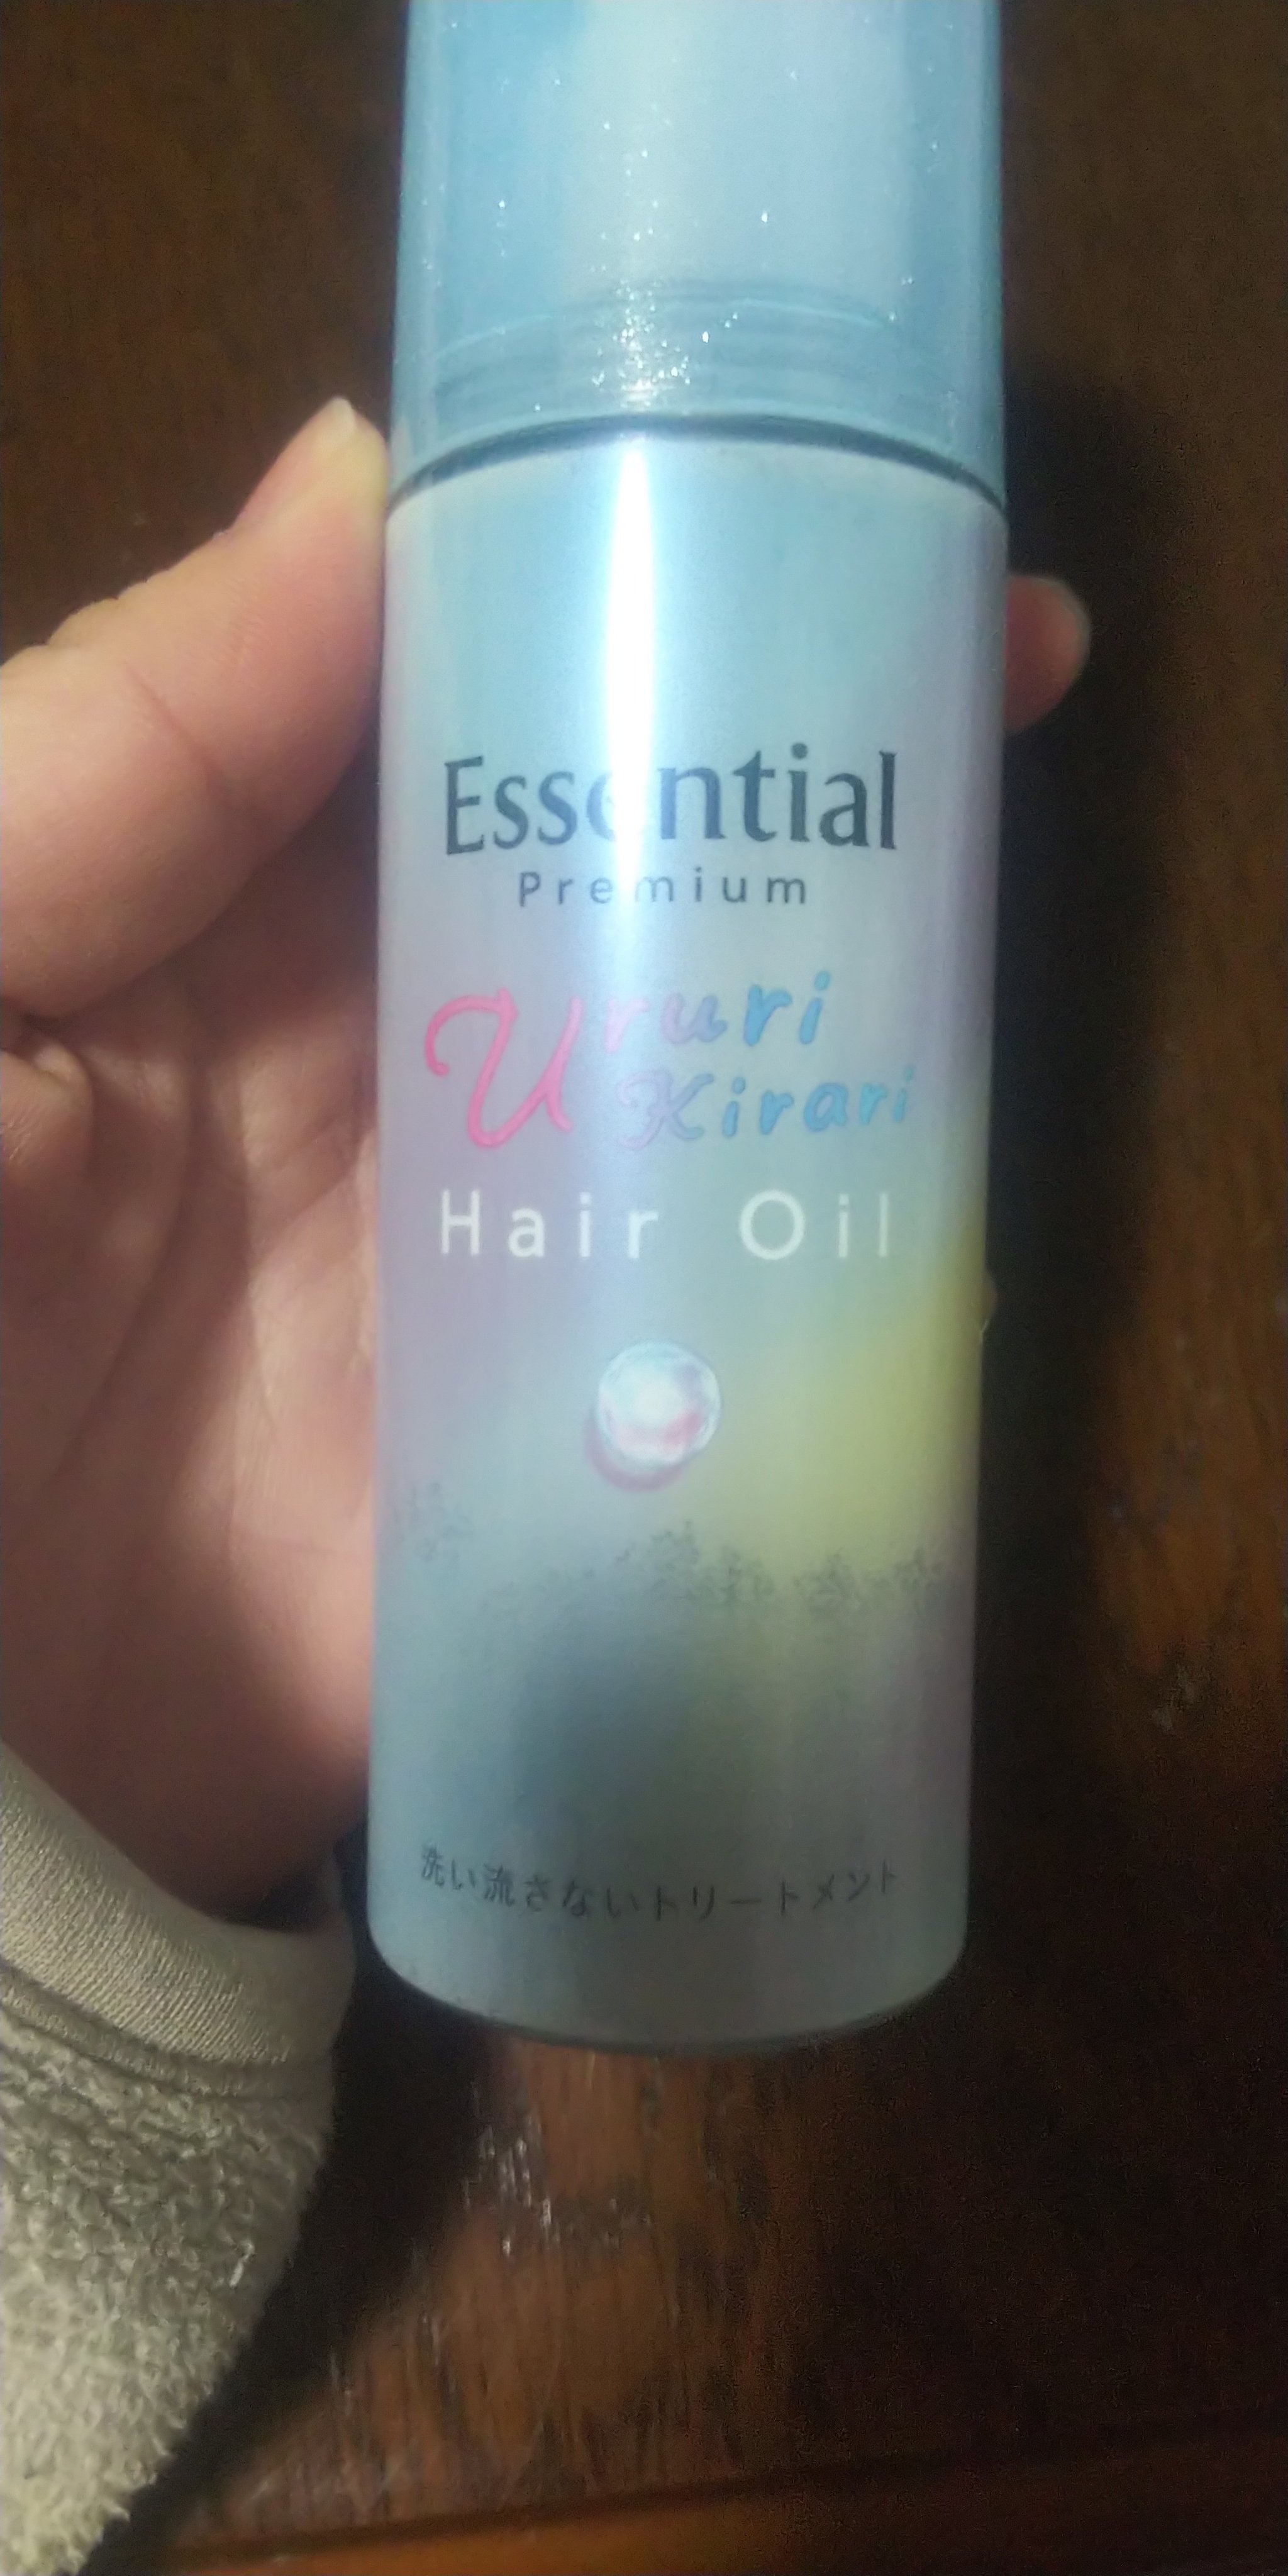 Essential
Premium
Ururi
Kirari
Hair Oil
洗い流さないトリートメント